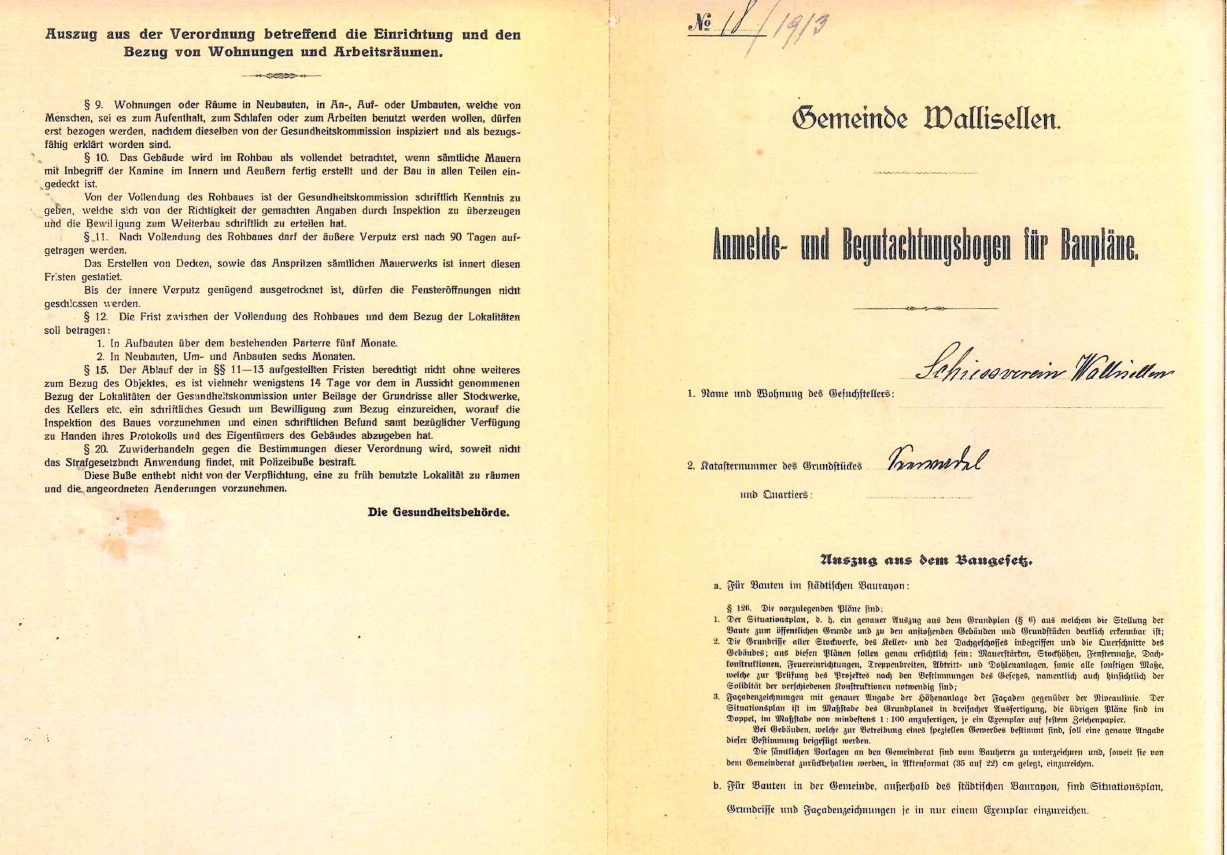 Auszug aus der Verordnung betreffend die Einrichtung und den
Bezug von Wohnungen und Arbeitsräumen.
§ 9. Wohnungen oder Räume in Neubauten, in An-, Auf- oder Umbauten, welche von
Menschen, sei es zum Aufenthalt, zum Schlafen oder zum Arbeiten benutzt werden wollen, dürfen
erst bezogen werden, nachdem dieselben von der Gesundheitskommission inspiziert und als bezugs-
fähig erklärt worden sind.
§ 10. Das Gebäude wird im Rohbau als vollendet betrachtet, wenn sämtliche Mauern
mit Inbegriff der Kamine im Innern und Aeußern fertig erstellt und der Bau in allen Teilen ein-
gedeckt ist.
Von der Vollendung des Rohbaues ist der Gesundheitskommission schriftlich Kenntnis zu
geben, welche sich von der Richtigkeit der gemachten Angaben durch Inspektion zu überzeugen
und die Bewilligung zum Weiterbau schriftlich zu erteilen hat.
§ 11. Nach Vollendung des Rohbaues darf der äußere Verputz erst nach 90 Tagen auf-
getragen werden.
Das Erstellen von Decken, sowie das Anspritzen sämtlichen Mauerwerks ist innert diesen
Fristen gestattet.
Bis der innere Verputz genügend ausgetrocknet ist, dürfen die Fensteröffnungen nicht
geschlossen werden.
§ 12. Die Frist zwischen der Vollendung des Rohbaues und dem Bezug der Lokalitäten
soll betragen:
1. In Aufbauten über dem bestehenden Parterre fünf Monate.
2. In Neubauten, Um- und Anbauten sechs Monaten.
§ 15. Der Ablauf der in §§ 11—13 aufgestellten Fristen berechtigt nicht ohne weiteres
zum Bezug des Objektes, es ist vielmehr wenigstens 14 Tage vor dem in Aussicht genommenen
Bezug der Lokalitäten der Gesundheitskommission unter Beilage der Grundrisse aller Stockwerke,
des Kellers etc. ein schriftliches Gesuch um Bewilligung zum Bezug einzureichen, worauf die
Inspektion des Baues vorzunehmen und einen schriftlichen Befund samt bezüglicher Verfügung
zu Handen ihres Protokolls und des Eigentümers des Gebäudes abzugeben hat.
§ 20. Zuwiderhandeln gegen die Bestimmungen dieser Verordnung wird, soweit nicht
das Strafgesetzbuch Anwendung findet, mit Polizeibuße bestraft.
Diese Buße enthebt nicht von der Verpflichtung, eine zu früh benutzte Lokalität zu räumen
und die angeordneten Aenderungen vorzunehmen.
Die Gesundheitsbehörde.
№ 18/1913
Gemeinde Wallisellen.
Anmelde- und Begutachtungsbogen für Baupläne.
Schiessverein Wallisellen
1. Name und Wohnung des Gesuchstellers:
2. Katasternummer des Grundstückes
und Quartiers:
Auszug aus dem Baugesetz.
a. Für Bauten im städtischen Baurayon:
§ 126. Die vorzulegenden Pläne sind:
1. Der Situationsplan, d. h. ein genauer Auszug aus dem Grundplan (§ 6) aus welchem die Stellung der
Baute zum öffentlichen Grunde und zu den anstoßenden Gebäuden und Grundstücken deutlich erkennbar ist;
2. Die Grundrisse aller Stockwerke, des Keller- und des Dachgeschosses inbegriffen und die Querschnitte des
Gebäudes; aus diesen Plänen sollen genau ersichtlich sein: Mauerstärken, Stockhöhen, Fenstermaße, Dach-
konstruktionen, Feuereinrichtungen, Treppenbreiten, Abtritt- und Dohlenanlagen, sowie alle sonstigen Maße,
welche zur Prüfung des Projektes nach den Bestimmungen des Gesetzes, namentlich auch hinsichtlich der
Solidität der verschiedenen Konstruktionen notwendig sind;
3. Façadenzeichnungen mit genauer Angabe der Höhenanlage der Façaden gegenüber der Niveaulinie. Der
Situationsplan ist im Maßstabe des Grundplanes in dreifacher Ausfertigung, die übrigen Pläne sind im
Doppel, im Maßstabe von mindestens 1 : 100 anzufertigen, je ein Exemplar auf festem Zeichenpapier.
Bei Gebäuden, welche zur Betreibung eines speziellen Gewerbes bestimmt sind, soll eine genaue Angabe
dieser Bestimmung beigefügt werden.
Die sämtlichen Vorlagen an den Gemeinderat sind vom Bauherrn zu unterzeichnen und, soweit sie von
dem Gemeinderat zurückbehalten werden, in Aktenformat (35 auf 22) cm gelegt, einzureichen.
b. Für Bauten in der Gemeinde, außerhalb des städtischen Baurayon, sind Situationsplan,
Grundrisse und Façadenzeichnungen je in nur einem Exemplar einzureichen.